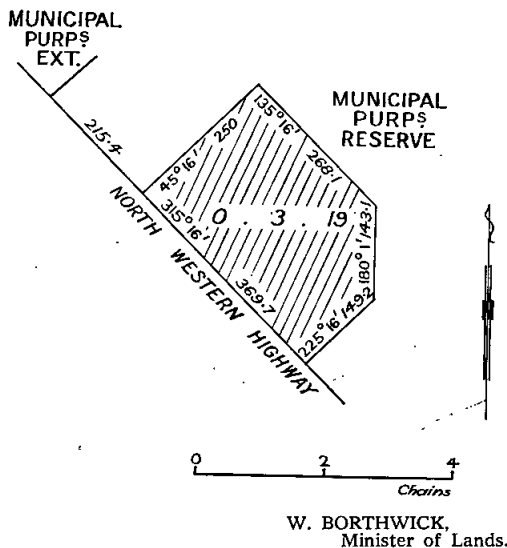 MUNICIPAL
PURPs
EXT.
215·4
NORTH WESTERN HIGHWAY
45°16'
250
135°16'
268·1
MUNICIPAL
PURPs
RESERVE
315°16'
0 . 3 . 19
369·7
180°1'
143·1
225°16'
149·2
0 2 4
Chains
W. BORTHWICK,
Minister of Lands.